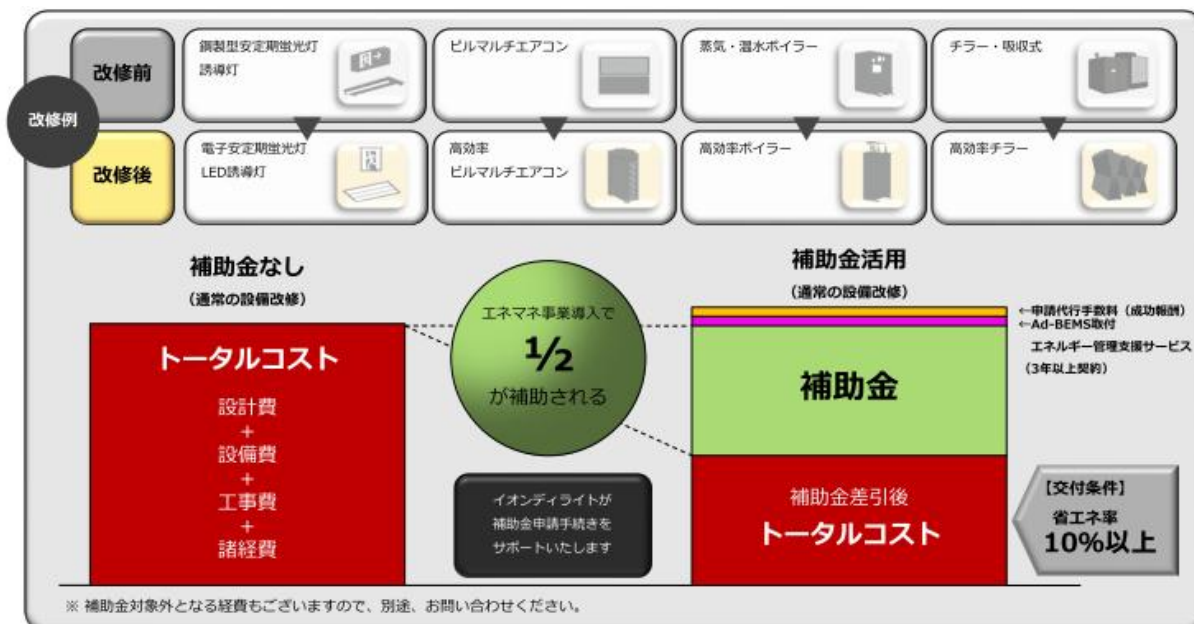 改修例
改修前
鋼製型安定期蛍光灯
誘導灯
ビルマルチエアコン
蒸気・温水ボイラー
チラー・吸収式
改修後
電子安定期蛍光灯
LED誘導灯
高効率
ビルマルチエアコン
高効率ボイラー
高効率チラー
補助金なし
(通常の設備改修)
エネマネ事業導入で
1/2
が補助される
補助金活用
(通常の設備改修)
←申請代行手数料(成功報酬)
←Ad-BEMS取付
エネルギー管理支援サービス
(3年以上契約)
トータルコスト
設計費
+
設備費
+
工事費
+
諸経費
補助金
イオンディライトが
補助金申請手続きを
サポートいたします
補助金差引後
トータルコスト
【交付条件】
省エネ率
10%以上
※ 補助金対象外となる経費もございますので、別途、お問い合わせください。